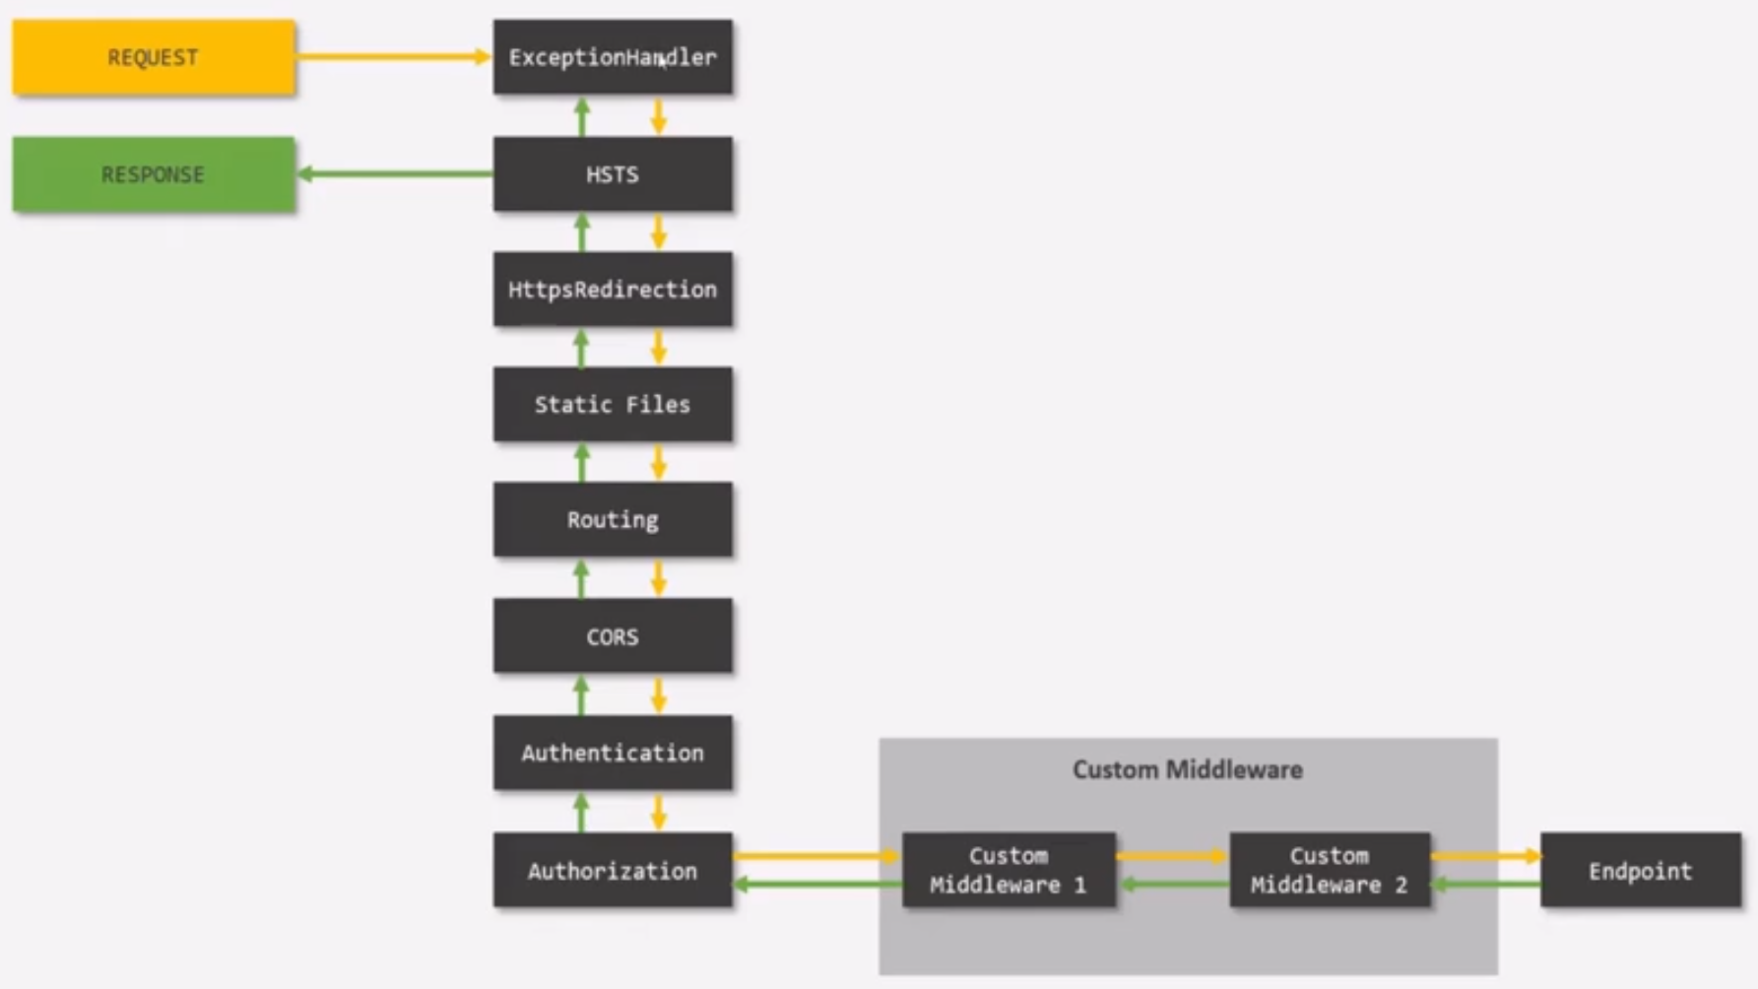 REQUEST
ExceptionHandler
RESPONSE
HSTS
HttpsRedirection
Static Files
Routing
CORS
Authentication
Custom Middleware
Authorization
Custom
Middleware 1
Custom
Middleware 2
Endpoint